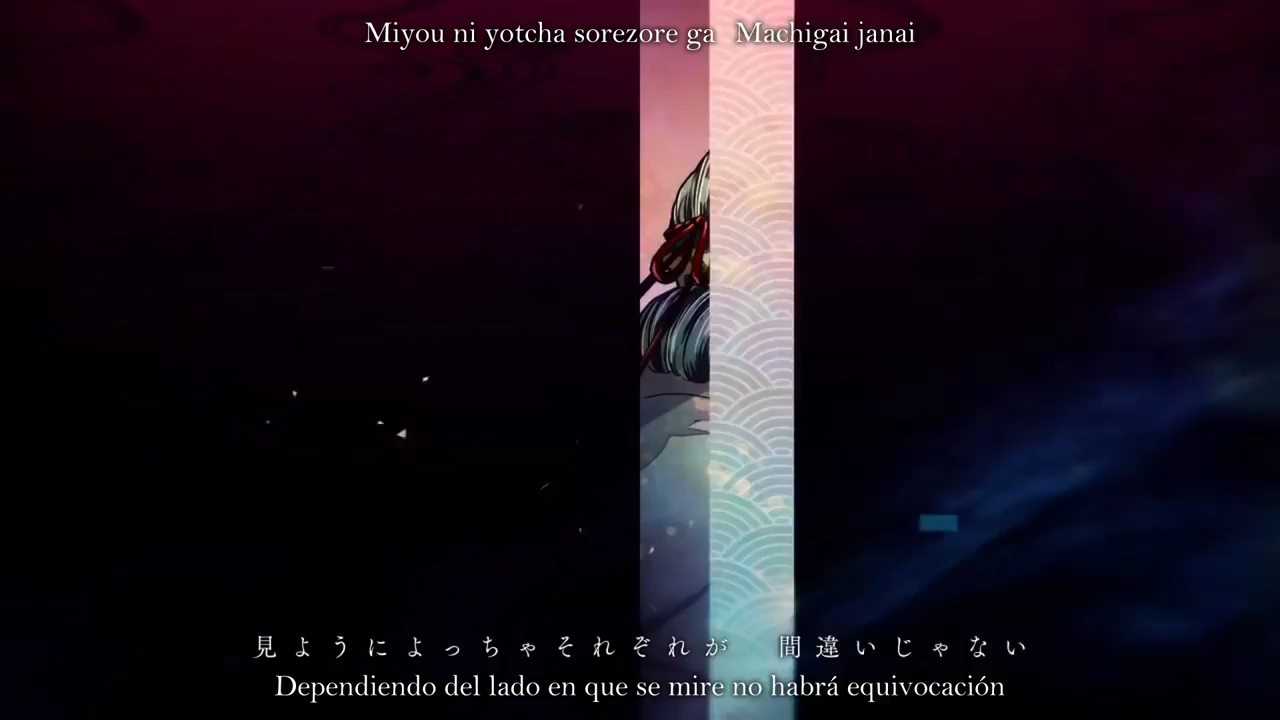 Miyou ni yotcha sorezore ga Machigai janai
見ようによっちゃそれぞれが 間違いじゃない
Dependiendo del lado en que se mire no habrá equivocación